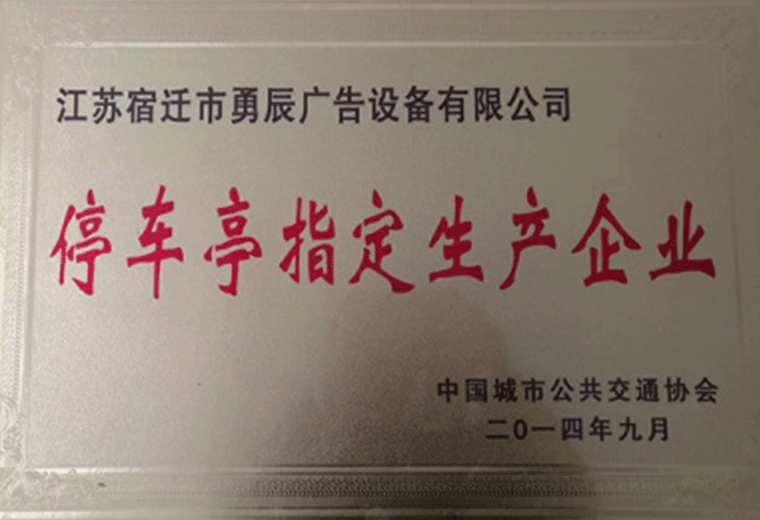 江苏宿迁市勇辰广告设备有限公司
停车亭指定生产企业
中国城市公共交通协会
二0一四年九月